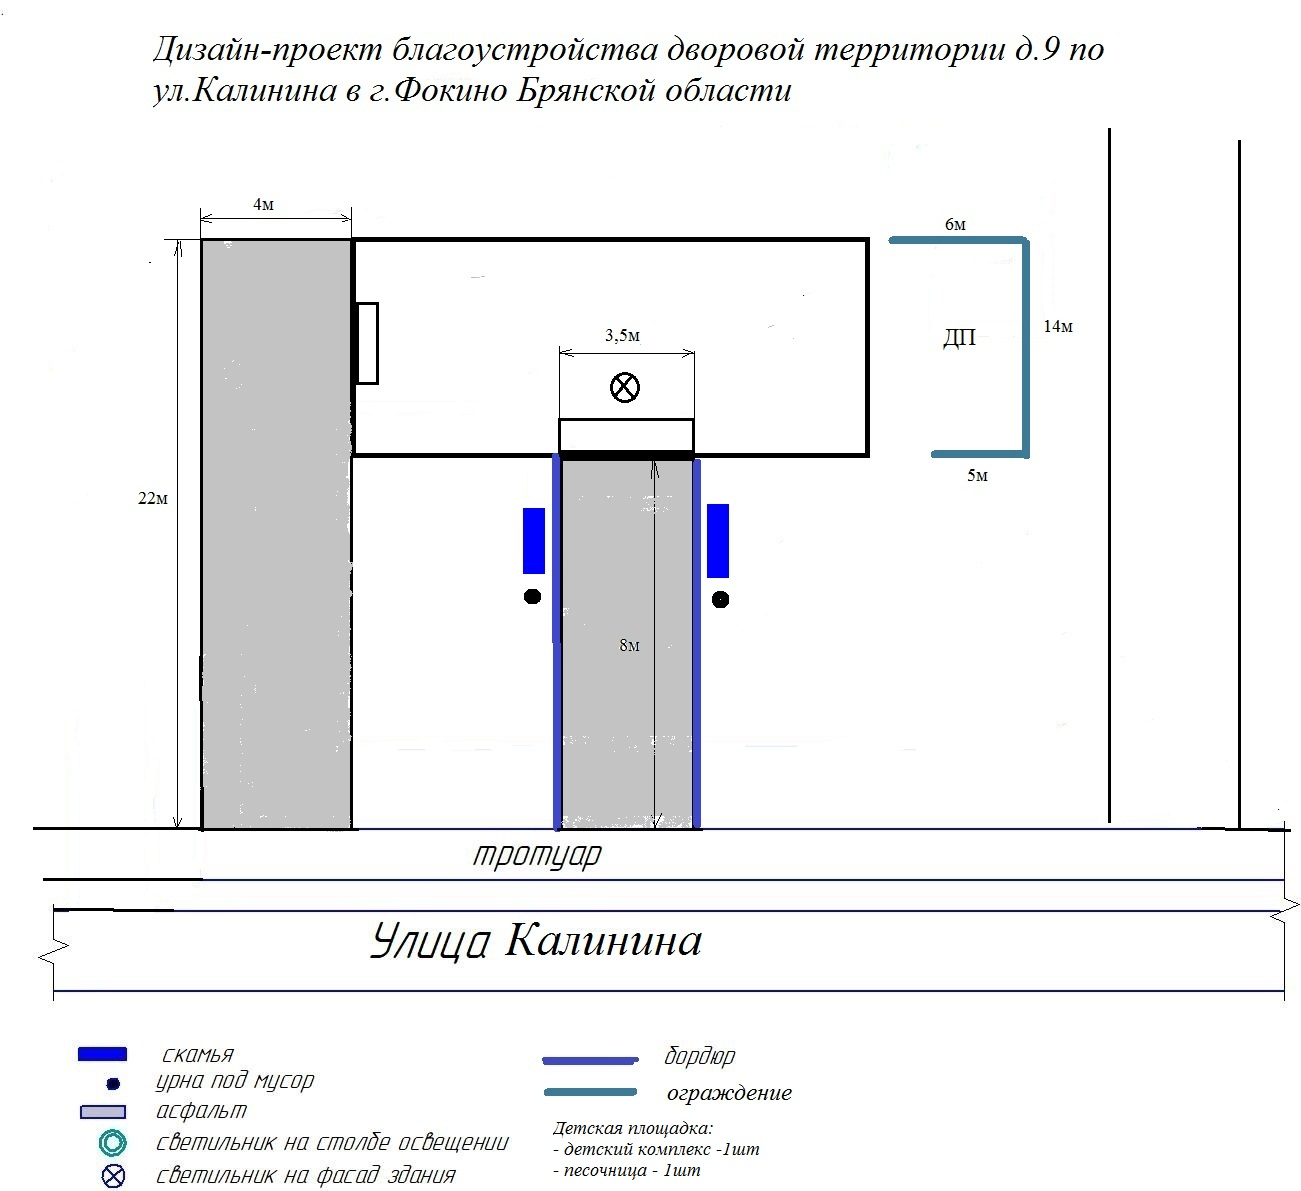 Дизайн-проект благоустройства дворовой территории д.9 по
ул.Калинина в г.Фокино Брянской области
4м
6м
3,5м
ДП
14м
5м
22м
8м
тротуар
Улица Калинина
скамья
урна под мусор
асфальт
светильник на столбе освещении
светильник на фасад здания
бордюр
ограждение
Детская площадка:
- детский комплекс -1шт
- песочница - 1шт